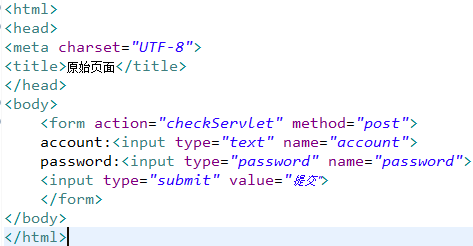 <html>
<head>
<meta charset="UTF-8">
<title>原始页面</title>
</head>
<body>
<form action="checkServlet" method="post">
account:<input type="text" name="account">
password:<input type="password" name="password">
<input type="submit" value="提交">
</form>
</body>
</html>